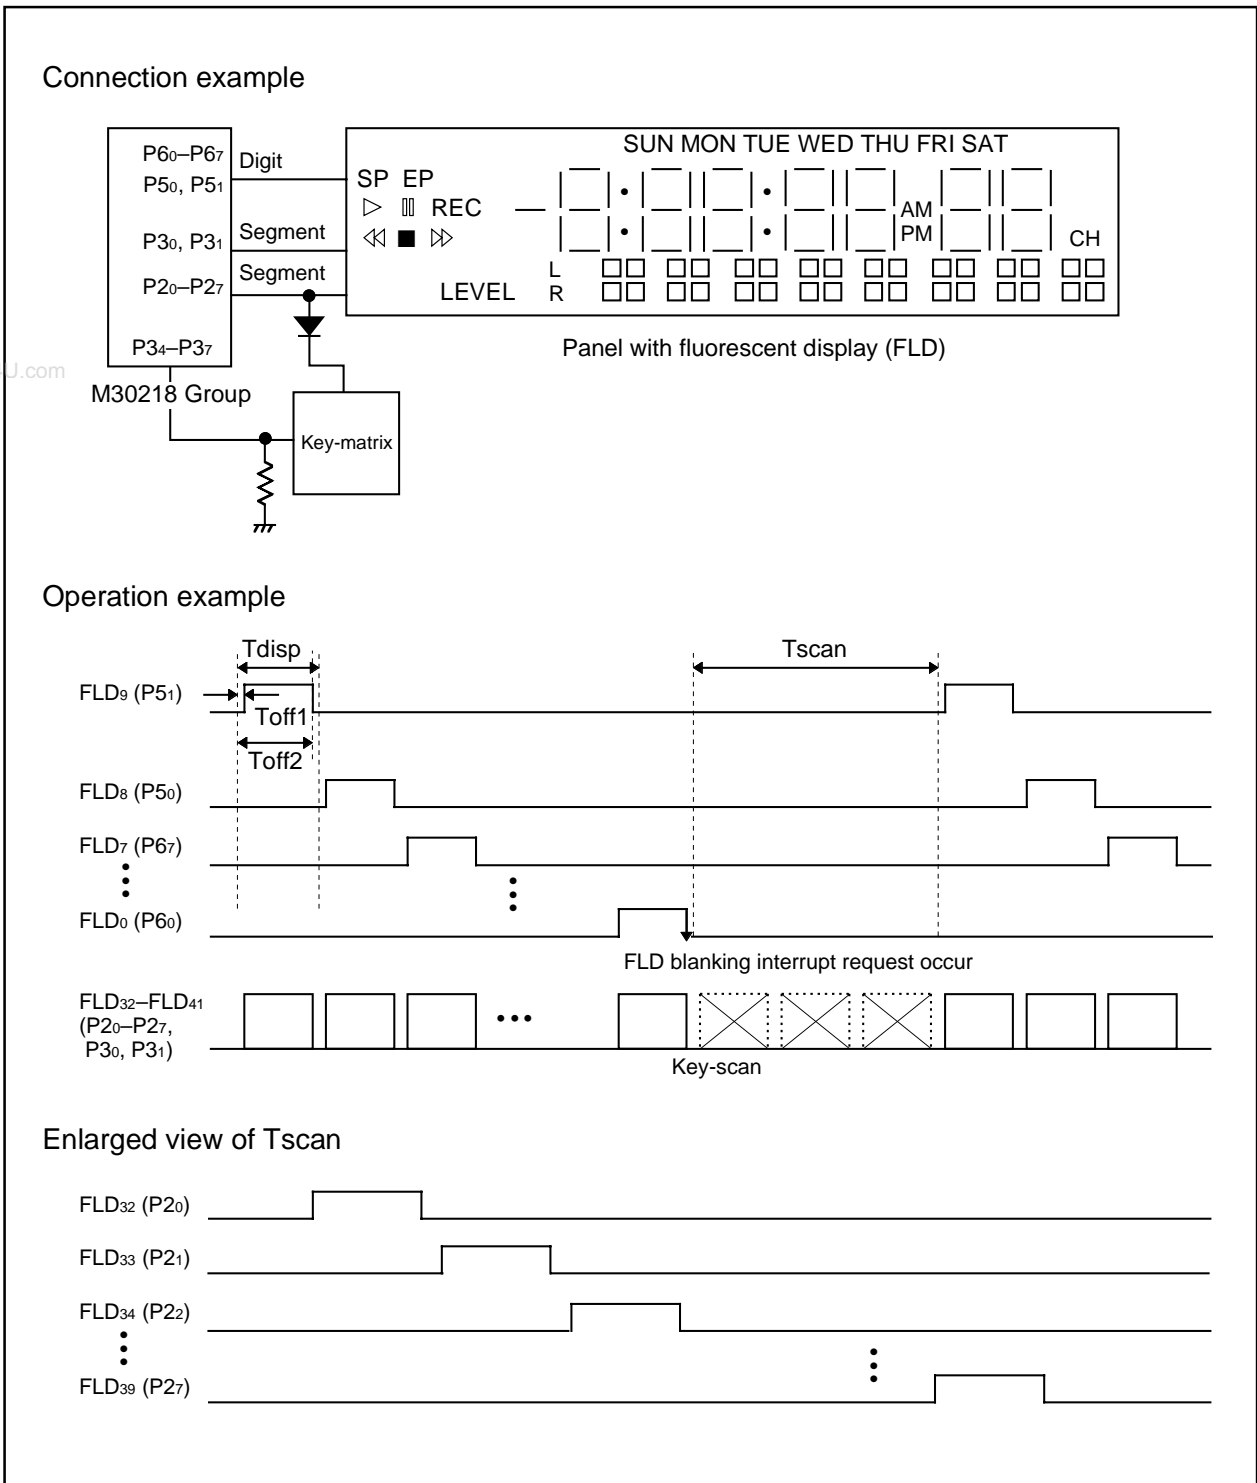 Connection example
P60–P67
P50, P51
P30, P31
P20–P27
P34–P37
Digit
Segment
Segment
SUN MON TUE WED THU FRI SAT
SP EP
REC
AM
PM
CH
L
LEVEL R
Panel with fluorescent display (FLD)
U.com
M30218 Group
Key-matrix
Operation example
Tdisp
Tscan
FLD9 (P51)
Toff1
Toff2
FLD8 (P50)
FLD7 (P67)
FLD0 (P60)
FLD blanking interrupt request occur
FLD32–FLD41
(P20–P27,
P30, P31)
Key-scan
Enlarged view of Tscan
FLD32 (P20)
FLD33 (P21)
FLD34 (P22)
FLD39 (P27)